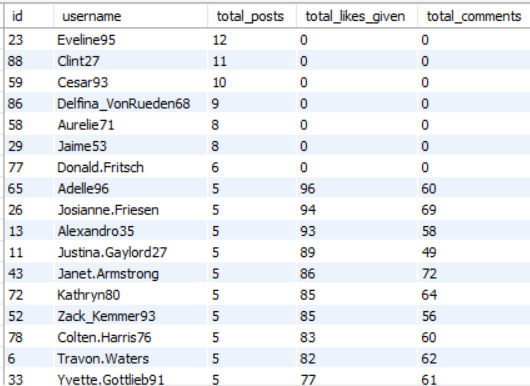 id username total_posts total_likes_given total_comments
23 Eveline95 12 0 0
88 Clint27 11 0 0
59 Cesar93 10 0 0
86 Delfina_VonRueden68 9 0 0
58 Aurelie71 8 0 0
29 Jaime53 8 0 0
77 Donald.Fritsch 6 0 0
65 Adelle96 5 96 60
26 Josianne.Friesen 5 94 69
13 Alexandro35 5 93 58
11 Justina.Gaylord27 5 89 49
43 Janet.Armstrong 5 86 72
72 Kathryn80 5 85 64
52 Zack_Kemmer93 5 85 56
78 Colten.Harris76 5 83 60
6 Travon.Waters 5 82 62
33 Yvette.Gottlieb91 5 77 61